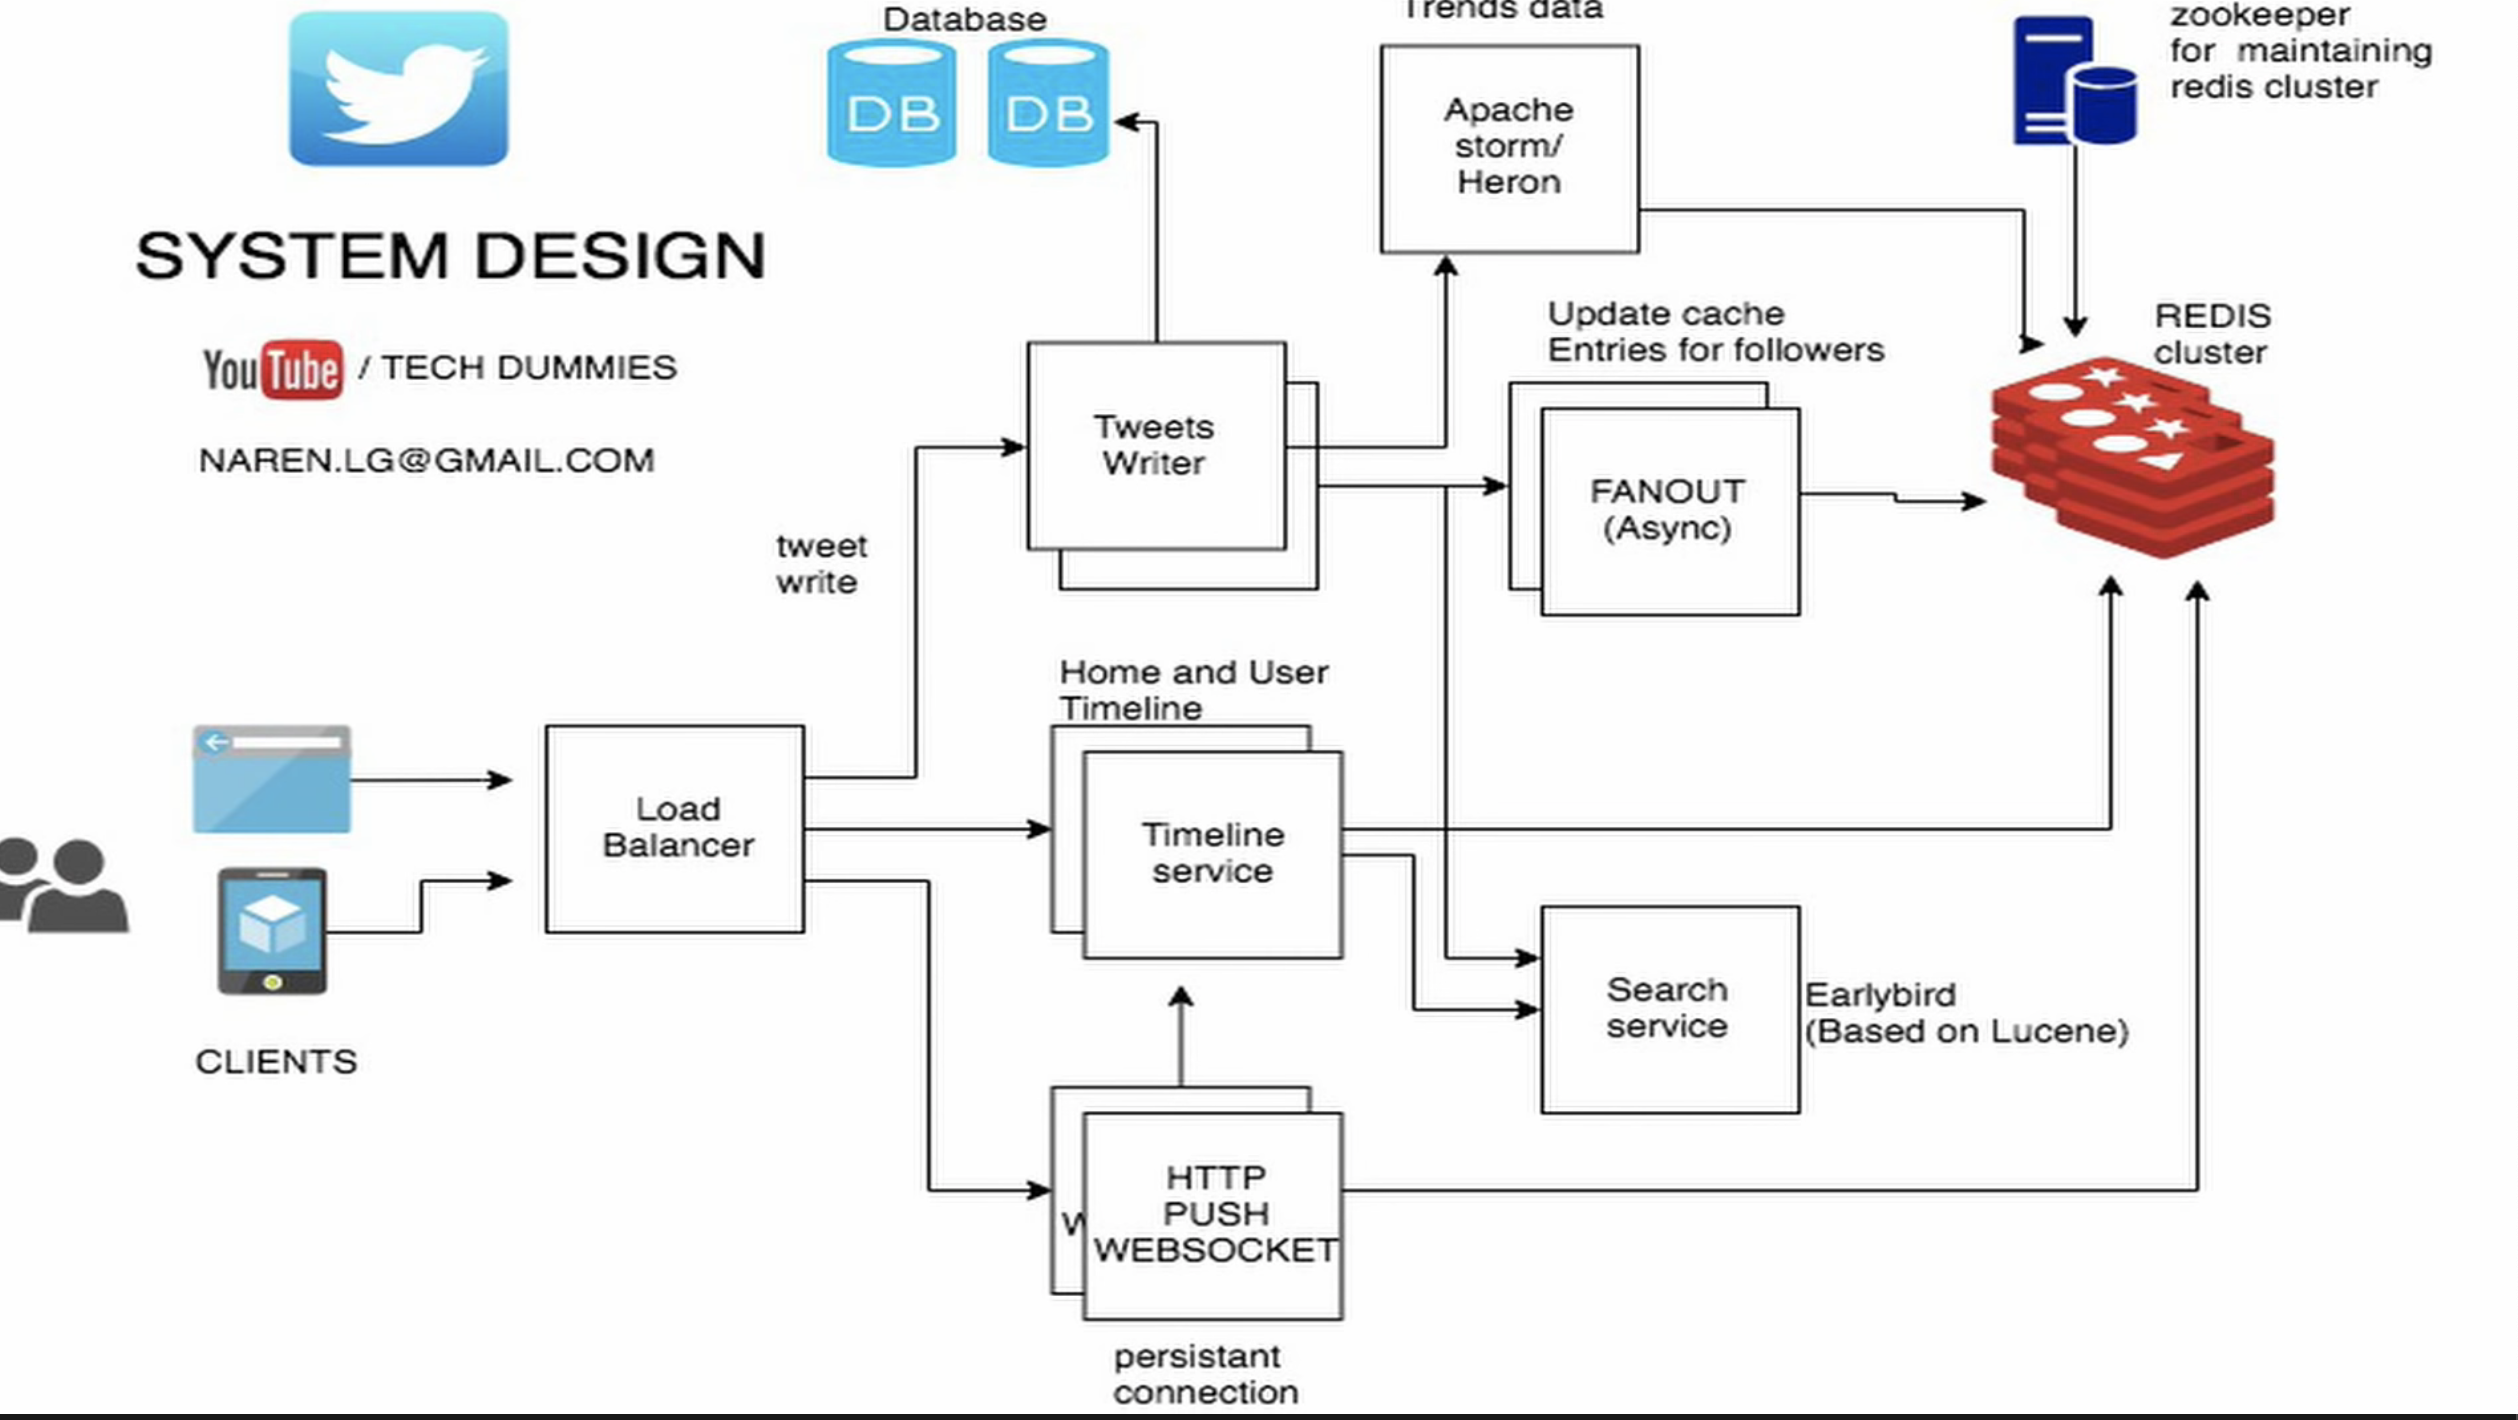 Database
Trends data
zookeeper
for maintaining
redis cluster
DB
DB
Apache
storm/
Heron
SYSTEM DESIGN
YouTube / TECH DUMMIES
NAREN.LG@GMAIL.COM
Update cache
Entries for followers
REDIS
cluster
Tweets
Writer
FANOUT
(Async)
tweet
write
Home and User
Timeline
Load
Balancer
Timeline
service
Search
service
Earlybird
(Based on Lucene)
CLIENTS
W
HTTP
PUSH
WEBSOCKET
persistant
connection